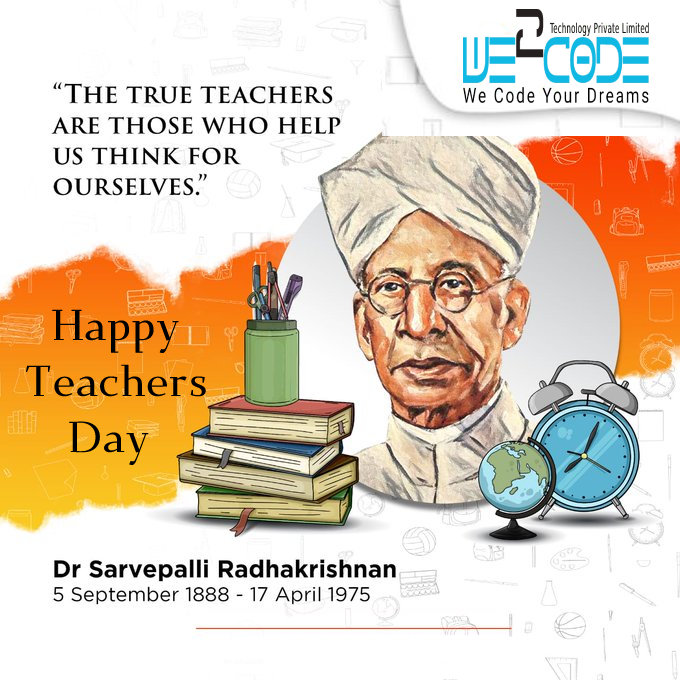 Technology Private Limited
WE2CODE
We Code Your Dreams
“THE TRUE TEACHERS
ARE THOSE WHO HELP
US THINK FOR
OURSELVES.”
Happy
Teachers
Day
Dr Sarvepalli Radhakrishnan
5 September 1888 - 17 April 1975